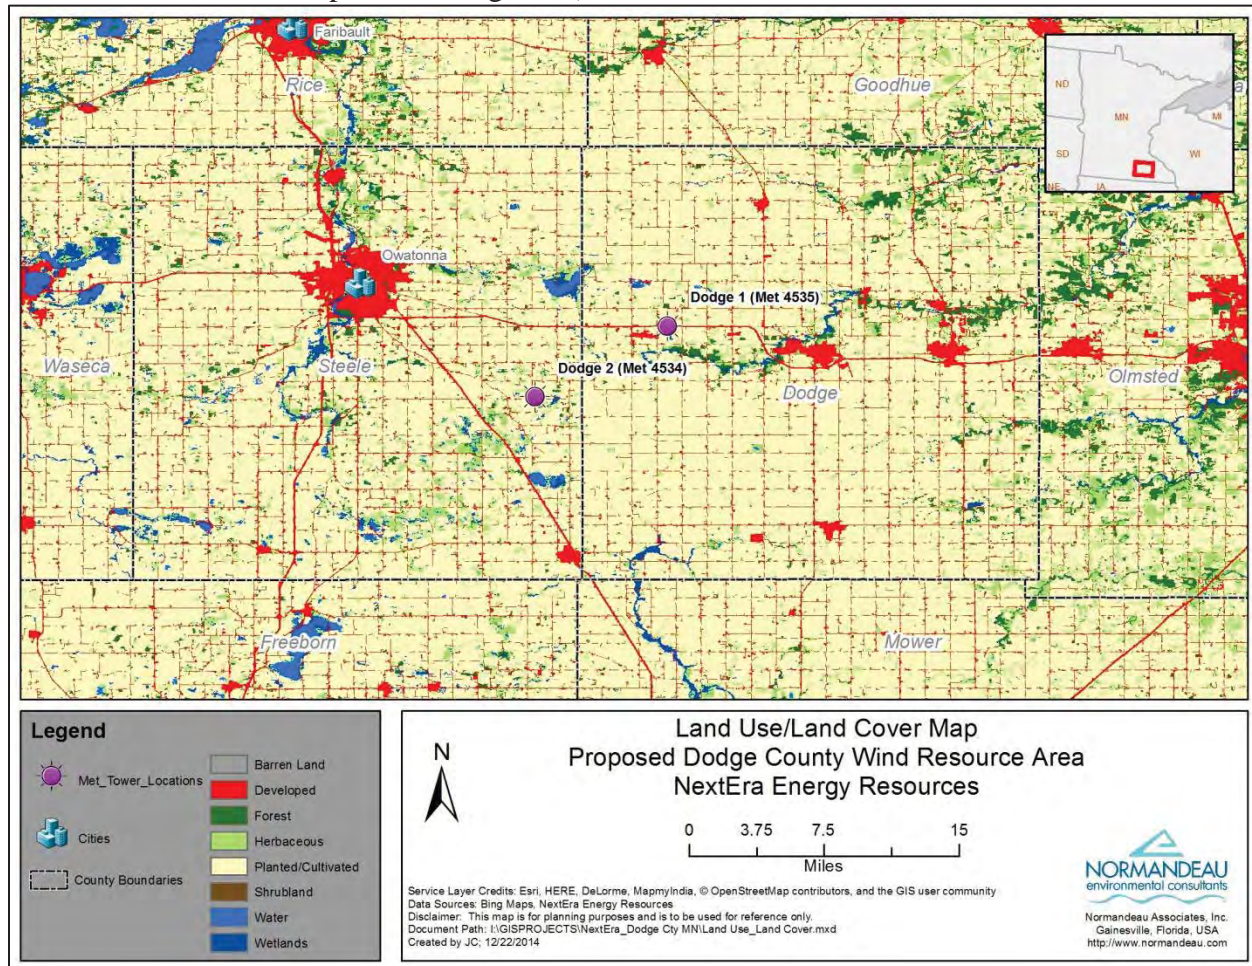 Faribault
Rice
Goodhue
ND
MN
MI
SD
WI
NE
IA
Owatonna
Dodge 1 (Met 4535)
Waseca
Steele
Dodge 2 (Met 4534)
Dodge
Olmsted
Freeborn
Mower
Legend
Met_Tower_Locations
Cities
County Boundaries
Barren Land
Developed
Forest
Herbaceous
Planted/Cultivated
Shrubland
Water
Wetlands
N
Land Use/Land Cover Map
Proposed Dodge County Wind Resource Area
NextEra Energy Resources
0 3.75 7.5 15
Miles
Service Layer Credits: Esri, HERE, DeLorme, MapmyIndia, © OpenStreetMap contributors, and the GIS user community
Data Sources: Bing Maps, NextEra Energy Resources
Disclaimer: This map is for planning purposes and is to be used for reference only.
Document Path: I:\GISPROJECTS\NextEra_Dodge Cty MN\Land Use_Land Cover.mxd
Created by JC; 12/22/2014
NORMANDEAU
environmental consultants
Normandeau Associates, Inc.
Gainesville, Florida, USA
http://www.normandeau.com